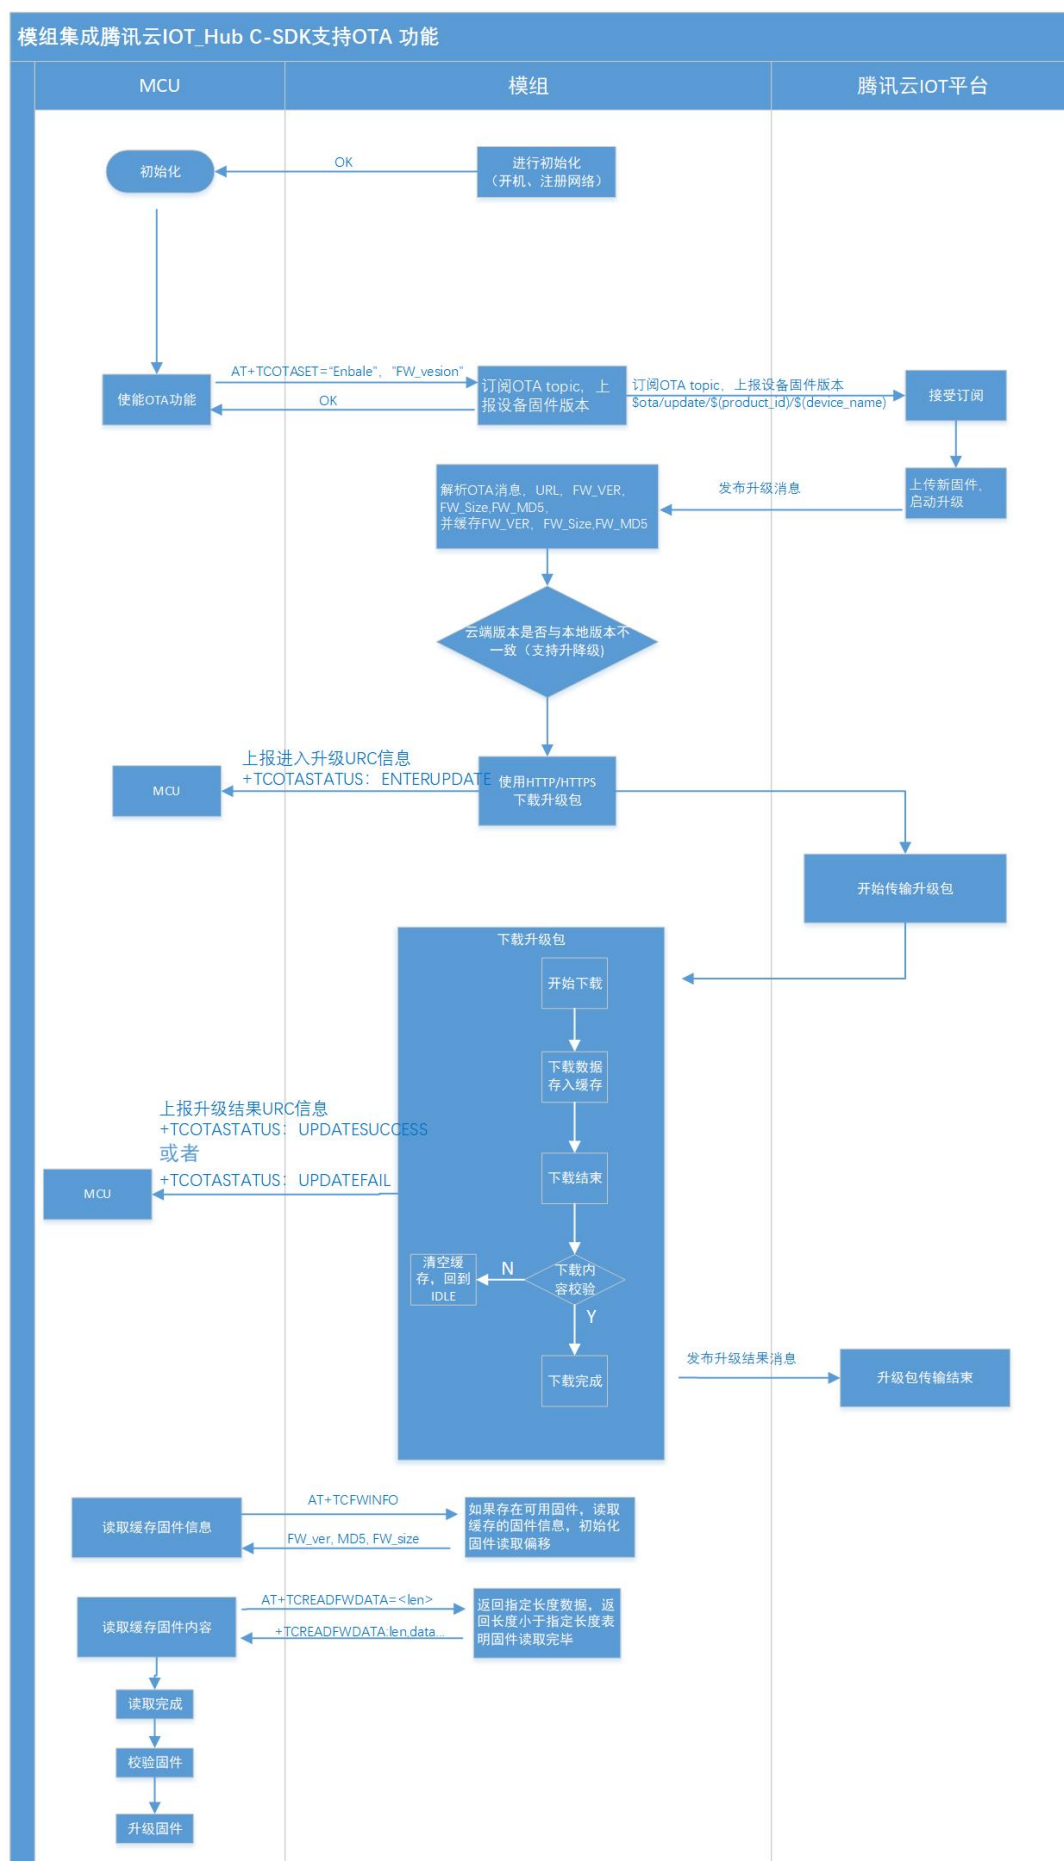 模组集成腾讯云IOT_Hub C-SDK支持OTA 功能
MCU
模组
腾讯云IOT平台
初始化
OK
进行初始化
（开机、注册网络）
使能OTA功能
AT+TCOTASET=“Enbale”，"FW_vesion"
OK
订阅OTA topic，上
报设备固件版本
订阅OTA topic，上报设备固件版本
$ota/update/$(product_id)/$(device_name)
接受订阅
上传新固件，
启动升级
发布升级消息
解析OTA消息，URL，FW_VER，
FW_Size,FW_MD5，
并缓存FW_VER，FW_Size,FW_MD5
云端版本是否与本地版本不
一致（支持升降级)
上报进入升级URC信息
+TCOTASTATUS：ENTERUPDATE
MCU
使用HTTP/HTTPS
下载升级包
开始传输升级包
下载升级包
开始下载
下载数据
存入缓存
上报升级结果URC信息
+TCOTASTATUS：UPDATESUCCESS
或者
+TCOTASTATUS：UPDATEFAIL
MCU
下载结束
清空缓
存，回到
IDLE
N
下载内
容校验
Y
下载完成
发布升级结果消息
升级包传输结束
读取缓存固件信息
AT+TCFWINFO
FW_ver, MD5, FW_size
如果存在可用固件，读取
缓存的固件信息，初始化
固件读取偏移
读取缓存固件内容
AT+TCREADFWDATA=<len>
+TCREADFWDATA:len.data...
返回指定长度数据，返
回长度小于指定长度表
明固件读取完毕
读取完成
校验固件
升级固件